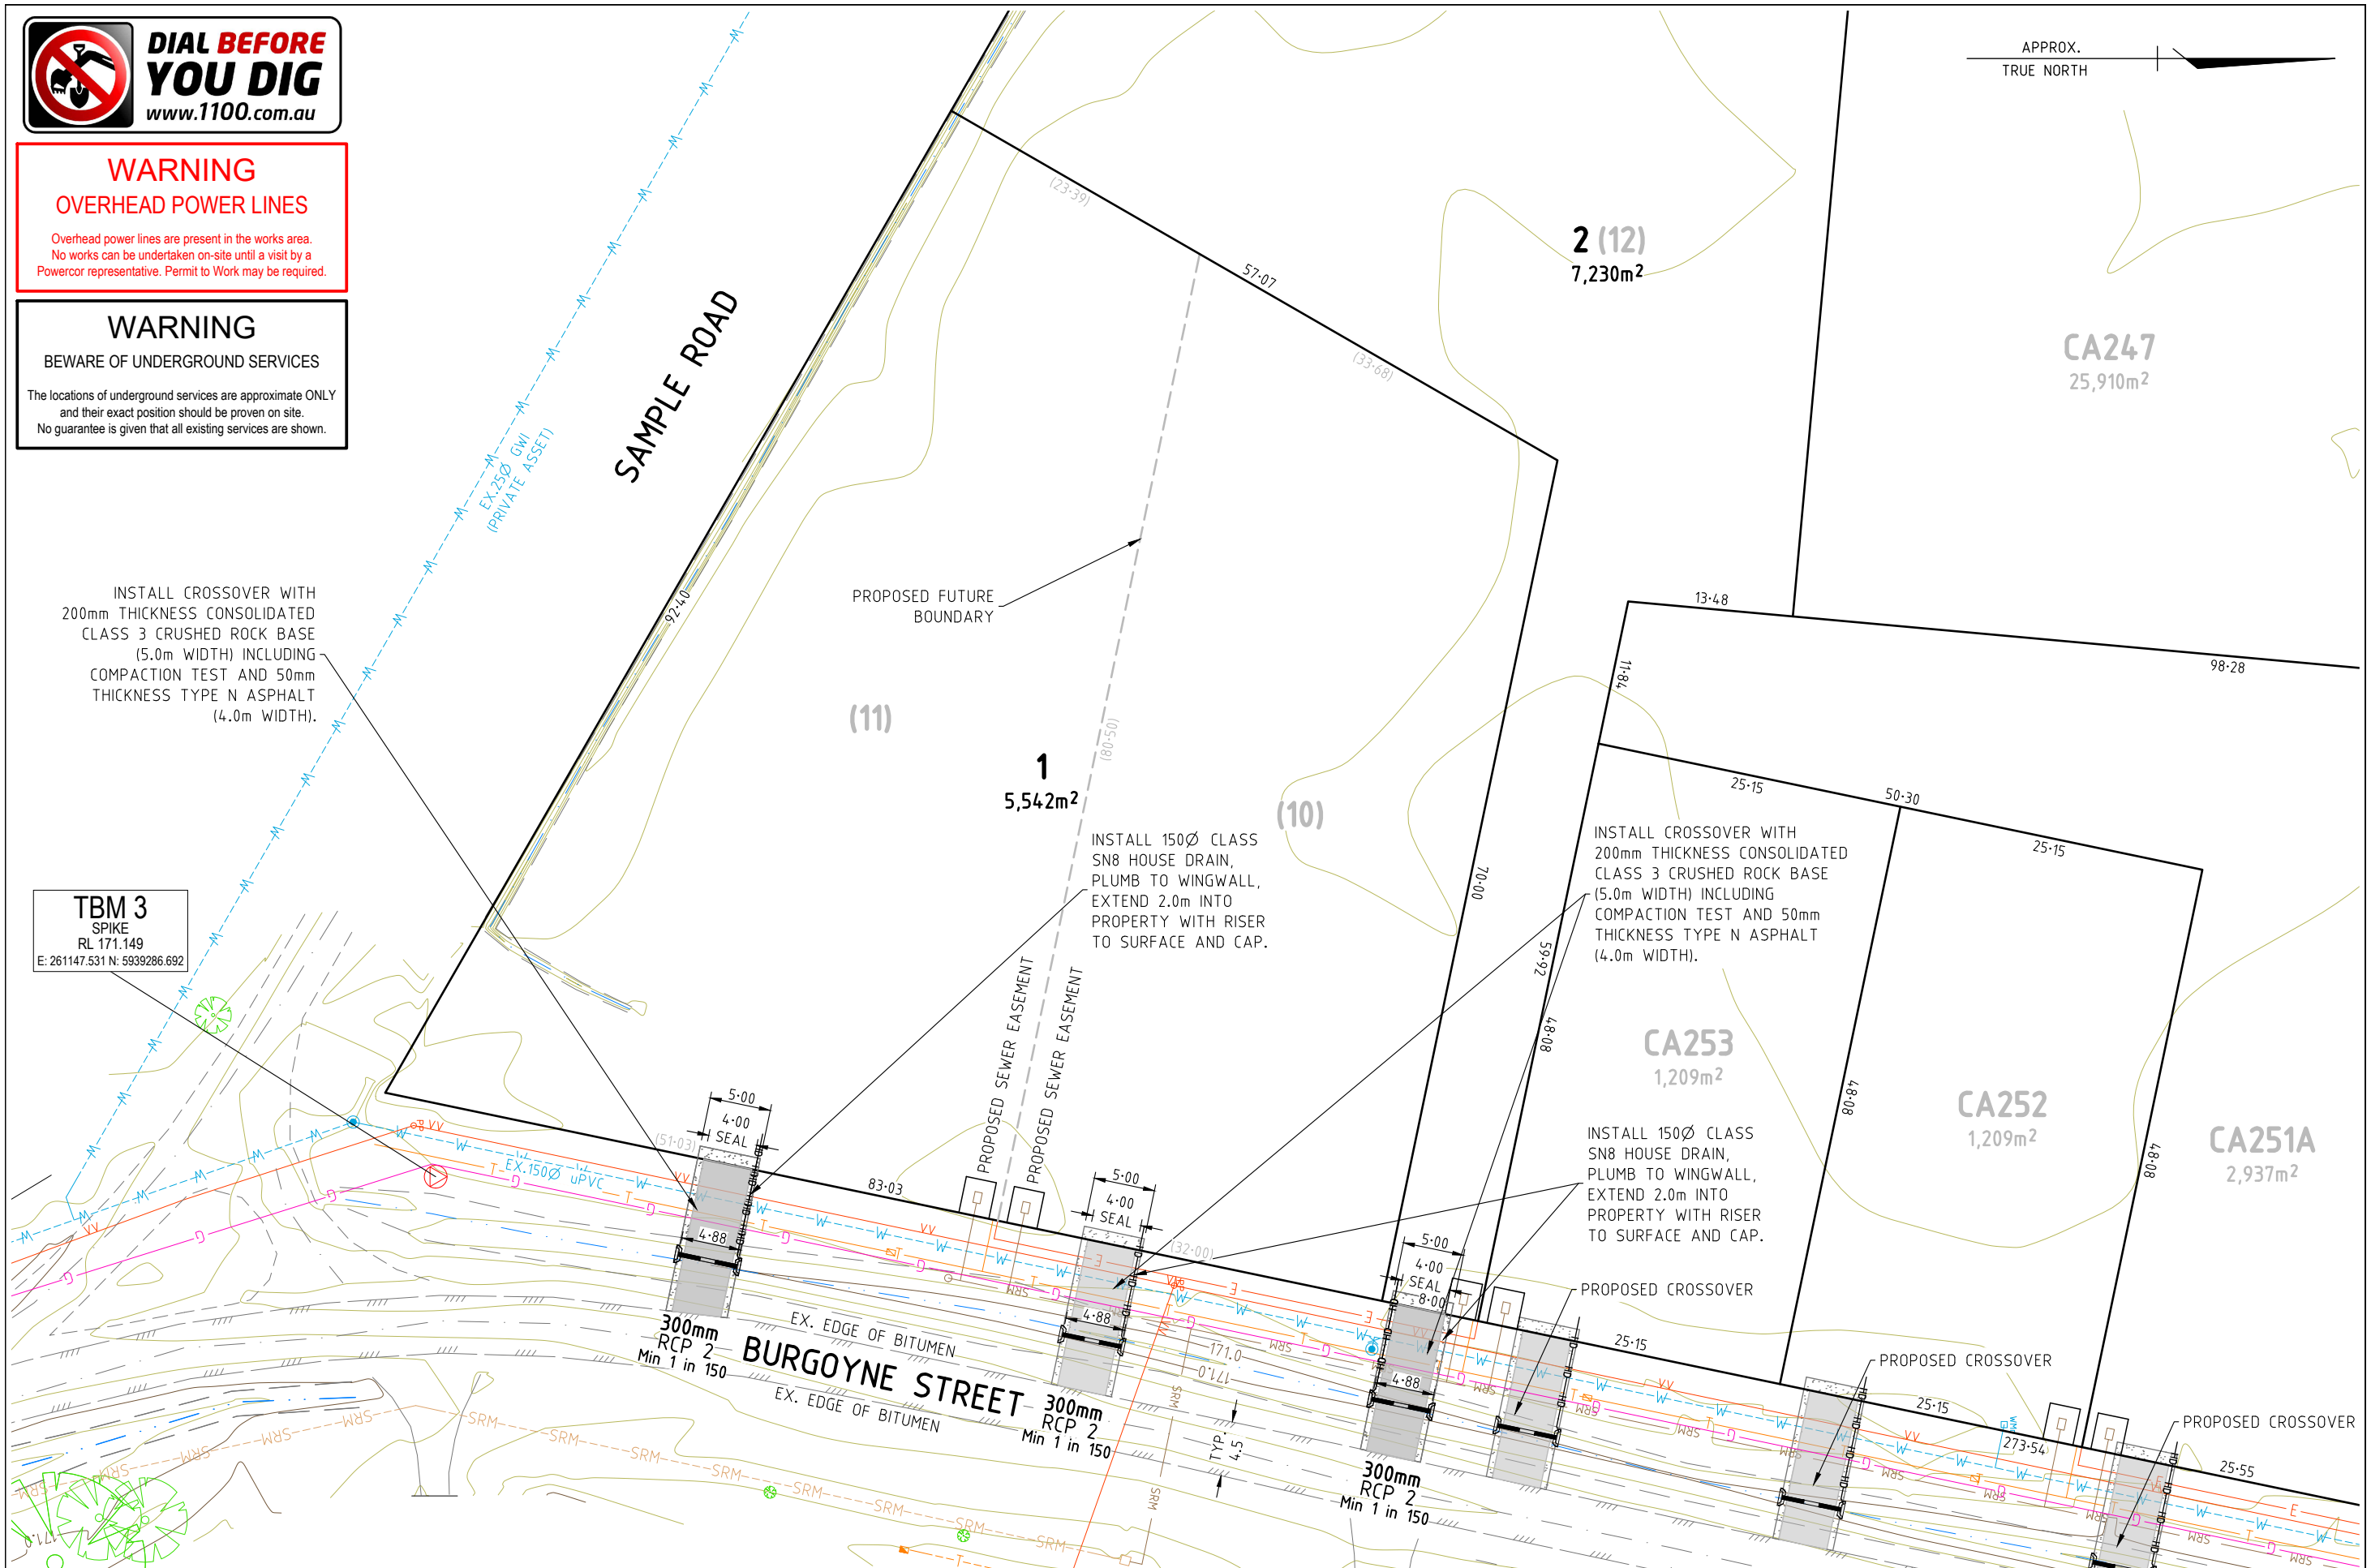 DIAL BEFORE
YOU DIG
www.1100.com.au
WARNING
OVERHEAD POWER LINES
Overhead power lines are present in the works area.
No works can be undertaken on-site until a visit by a
Powercor representative. Permit to Work may be required.
WARNING
BEWARE OF UNDERGROUND SERVICES
The locations of underground services are approximate ONLY
and their exact position should be proven on site.
No guarantee is given that all existing services are shown.
APPROX.
TRUE NORTH
SAMPLE ROAD
EX.250Ø GWI
(PRIVATE ASSET)
(23·39)
57·07
(33·68)
2 (12)
7,230m²
CA247
25,910m²
INSTALL CROSSOVER WITH
200mm THICKNESS CONSOLIDATED
CLASS 3 CRUSHED ROCK BASE
(5.0m WIDTH) INCLUDING
COMPACTION TEST AND 50mm
THICKNESS TYPE N ASPHALT
(4.0m WIDTH).
92·40
PROPOSED FUTURE
BOUNDARY
13·48
98·28
11·84
(11)
(80·50)
1
5,542m²
(10)
25·15
50·30
25·15
INSTALL 150Ø CLASS
SN8 HOUSE DRAIN,
PLUMB TO WINGWALL,
EXTEND 2.0m INTO
PROPERTY WITH RISER
TO SURFACE AND CAP.
INSTALL CROSSOVER WITH
200mm THICKNESS CONSOLIDATED
CLASS 3 CRUSHED ROCK BASE
(5.0m WIDTH) INCLUDING
COMPACTION TEST AND 50mm
THICKNESS TYPE N ASPHALT
(4.0m WIDTH).
70·00
59·92
48·08
48·08
48·08
TBM 3
SPIKE
RL 171.149
E: 261147.531 N: 5939286.692
CA253
1,209m²
CA252
1,209m²
CA251A
2,937m²
PROPOSED SEWER EASEMENT
PROPOSED SEWER EASEMENT
INSTALL 150Ø CLASS
SN8 HOUSE DRAIN,
PLUMB TO WINGWALL,
EXTEND 2.0m INTO
PROPERTY WITH RISER
TO SURFACE AND CAP.
5·00
4·00
SEAL
(51·03)
EX.150Ø uPVC
83·03
4·88
5·00
4·00
SEAL
(32·00)
4·88
5·00
4·00
SEAL
8·00
4·88
PROPOSED CROSSOVER
25·15
PROPOSED CROSSOVER
25·15
273·54
PROPOSED CROSSOVER
25·55
300mm
RCP 2
Min 1 in 150
EX. EDGE OF BITUMEN
BURGOYNE STREET
EX. EDGE OF BITUMEN
300mm
RCP 2
Min 1 in 150
171.0
171.0
TYP.
4.5
300mm
RCP 2
Min 1 in 150
SRM
SRM
SRM
SRM
SRM
SRM
SRM
SRM
SRM
SRM
SRM
171.0